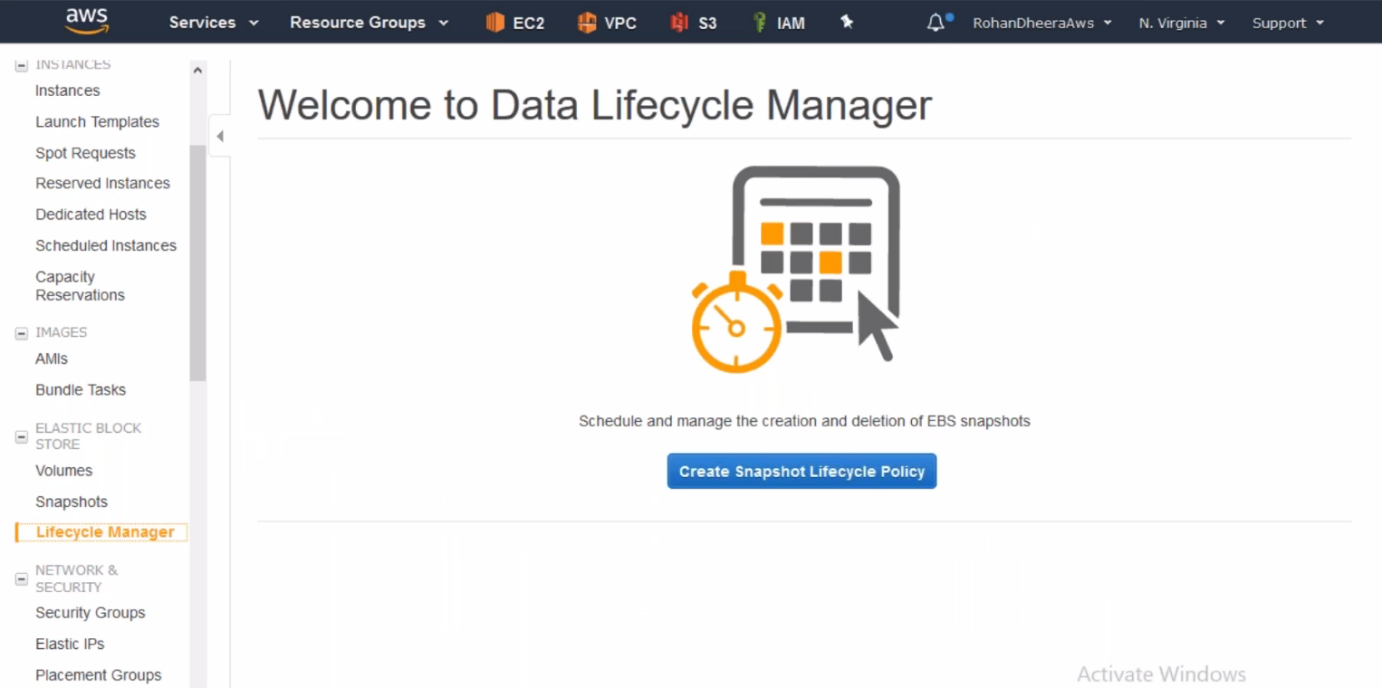 aws Services Resource Groups EC2 VPC S3 IAM RohanDheeraAws N. Virginia Support
INSTANCES
Instances
Launch Templates
Spot Requests
Reserved Instances
Dedicated Hosts
Scheduled Instances
Capacity
Reservations
IMAGES
AMIs
Bundle Tasks
ELASTIC BLOCK
STORE
Volumes
Snapshots
Lifecycle Manager
NETWORK &
SECURITY
Security Groups
Elastic IPs
Placement Groups
Welcome to Data Lifecycle Manager
Schedule and manage the creation and deletion of EBS snapshots
Create Snapshot Lifecycle Policy
Activate Windows